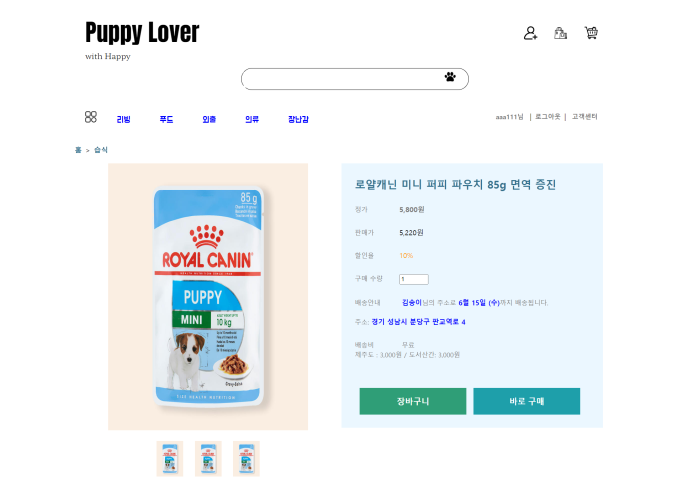 Puppy Lover
with Happy
리빙 푸드 외출 의류 장난감
aaa111님 | 로그아웃 | 고객센터
홈 > 습식
로얄캐닌 미니 퍼피 파우치 85g 면역 증진
정가 5,800원
판매가 5,220원
할인율 10%
구매 수량 1
배송안내 김승이님의 주소로 6월 15일 (수)까지 배송됩니다.
주소: 경기 성남시 분당구 판교역로 4
배송비 무료
제주도 : 3,000원 / 도서산간: 3,000원
장바구니 바로 구매
85 g
ROYAL CANIN
PUPPY
MINI
10 kg